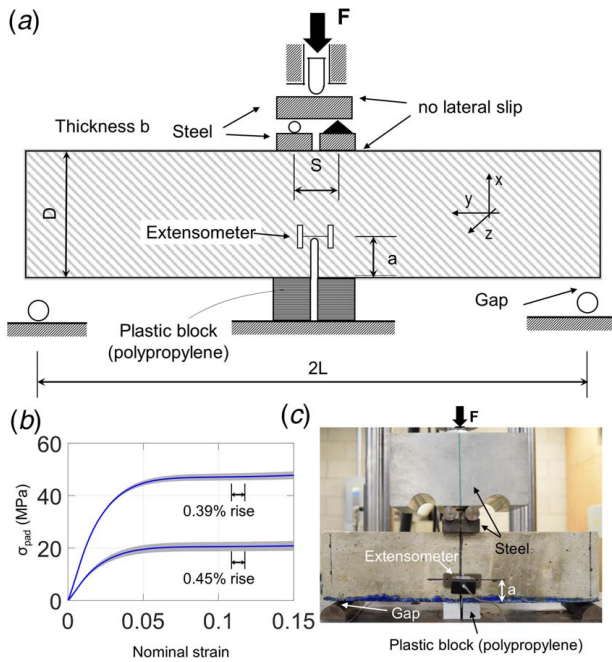 (a)
F
no lateral slip
Thickness b
Steel
S
D
x
y
z
Extensometer
a
Gap
Plastic block
(polypropylene)
2L
(b)
60
40
20
0
σpad (MPa)
0.39% rise
0.45% rise
0
0.05
0.1
0.15
Nominal strain
(c)
F
Steel
Extensometer
a
Gap
Plastic block (polypropylene)